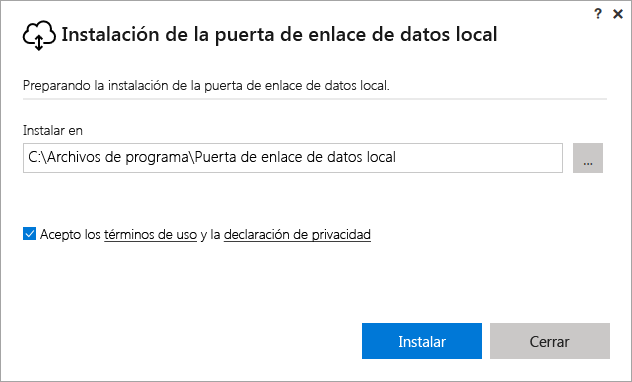 ? ×
Instalación de la puerta de enlace de datos local
Preparando la instalación de la puerta de enlace de datos local.
Instalar en
C:\Archivos de programa\Puerta de enlace de datos local
...
Acepto los términos de uso y la declaración de privacidad
Instalar
Cerrar